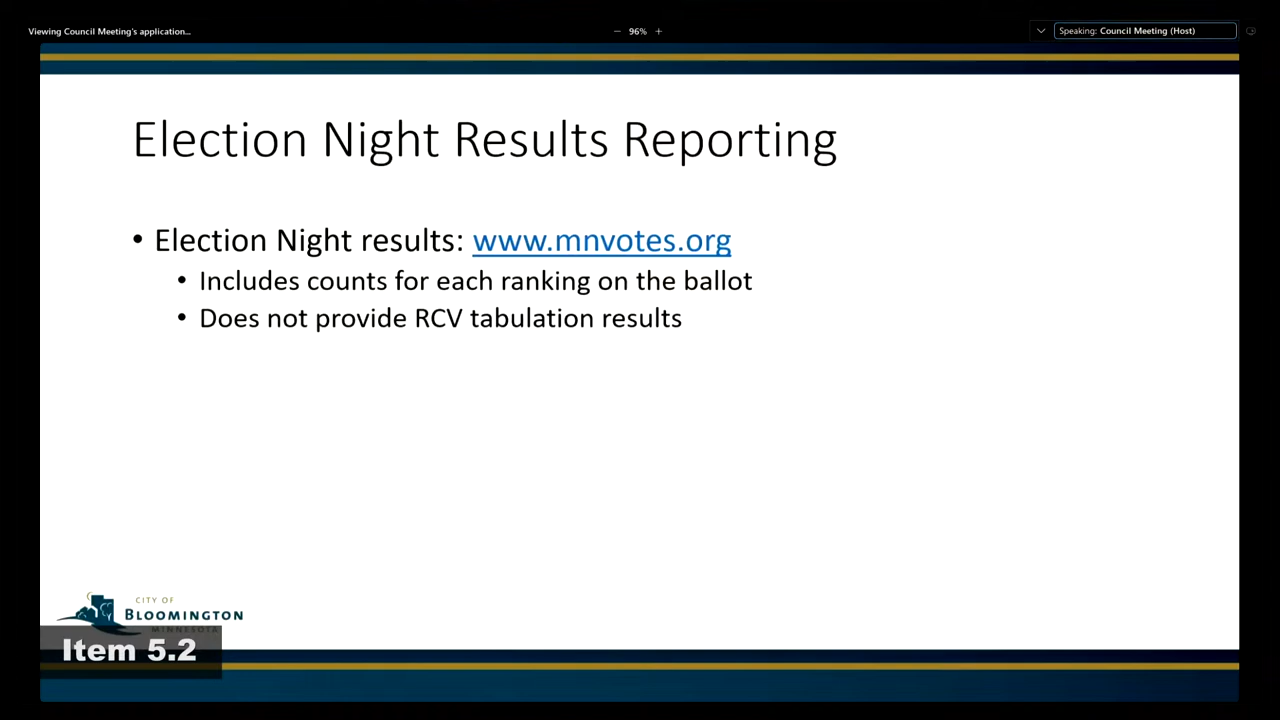 Viewing Council Meeting's application...
− 96% +
Speaking: Council Meeting (Host)
Election Night Results Reporting
• Election Night results: www.mnvotes.org
• Includes counts for each ranking on the ballot
• Does not provide RCV tabulation results
CITY OF
BLOOMINGTON
MINNESOTA
Item 5.2